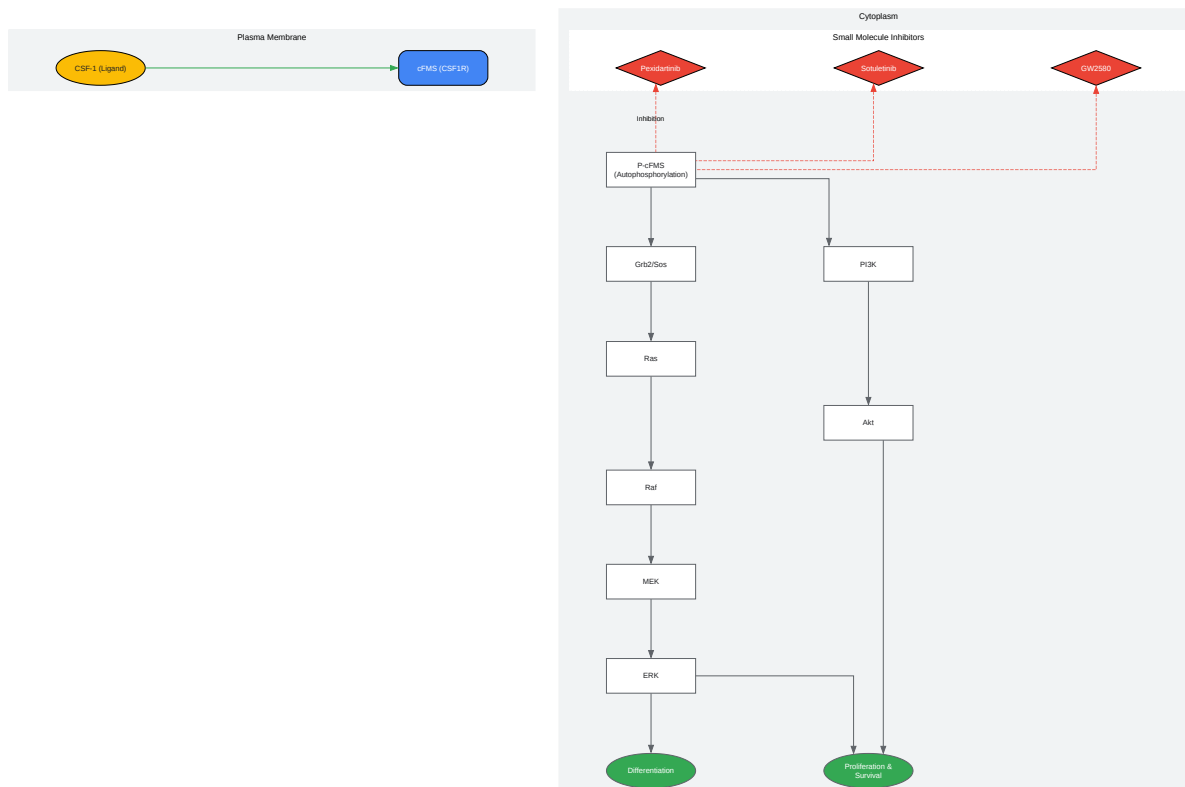 Cytoplasm
Plasma Membrane
Small Molecule Inhibitors
CSF-1 (Ligand)
cFMS (CSF1R)
Pexidartinib
Sotuletinib
GW2580
Inhibition
P-cFMS
(Autophosphorylation)
Grb2/Sos
PI3K
Ras
Akt
Raf
MEK
ERK
Differentiation
Proliferation &
Survival